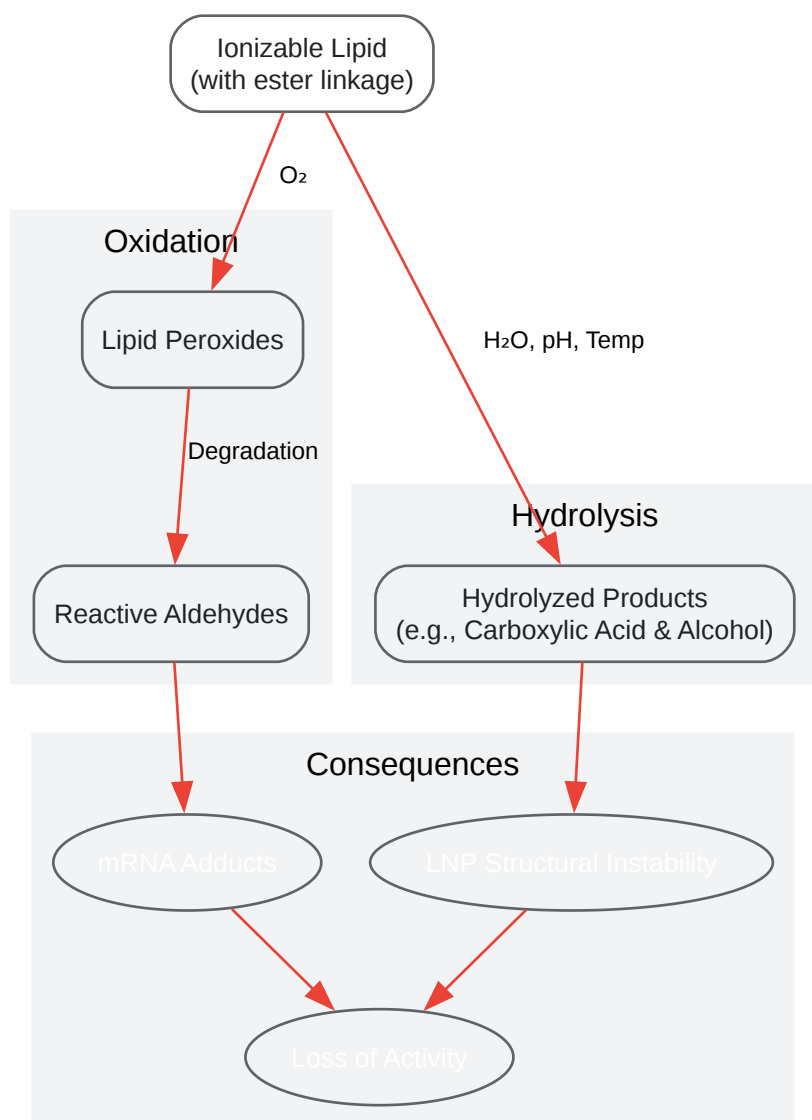 Ionizable Lipid
(with ester linkage)
O₂
Oxidation
Lipid Peroxides
H₂O, pH, Temp
Degradation
Hydrolysis
Reactive Aldehydes
Hydrolyzed Products
(e.g., Carboxylic Acid & Alcohol)
Consequences
mRNA Adducts
LNP Structural Instability
Loss of Activity